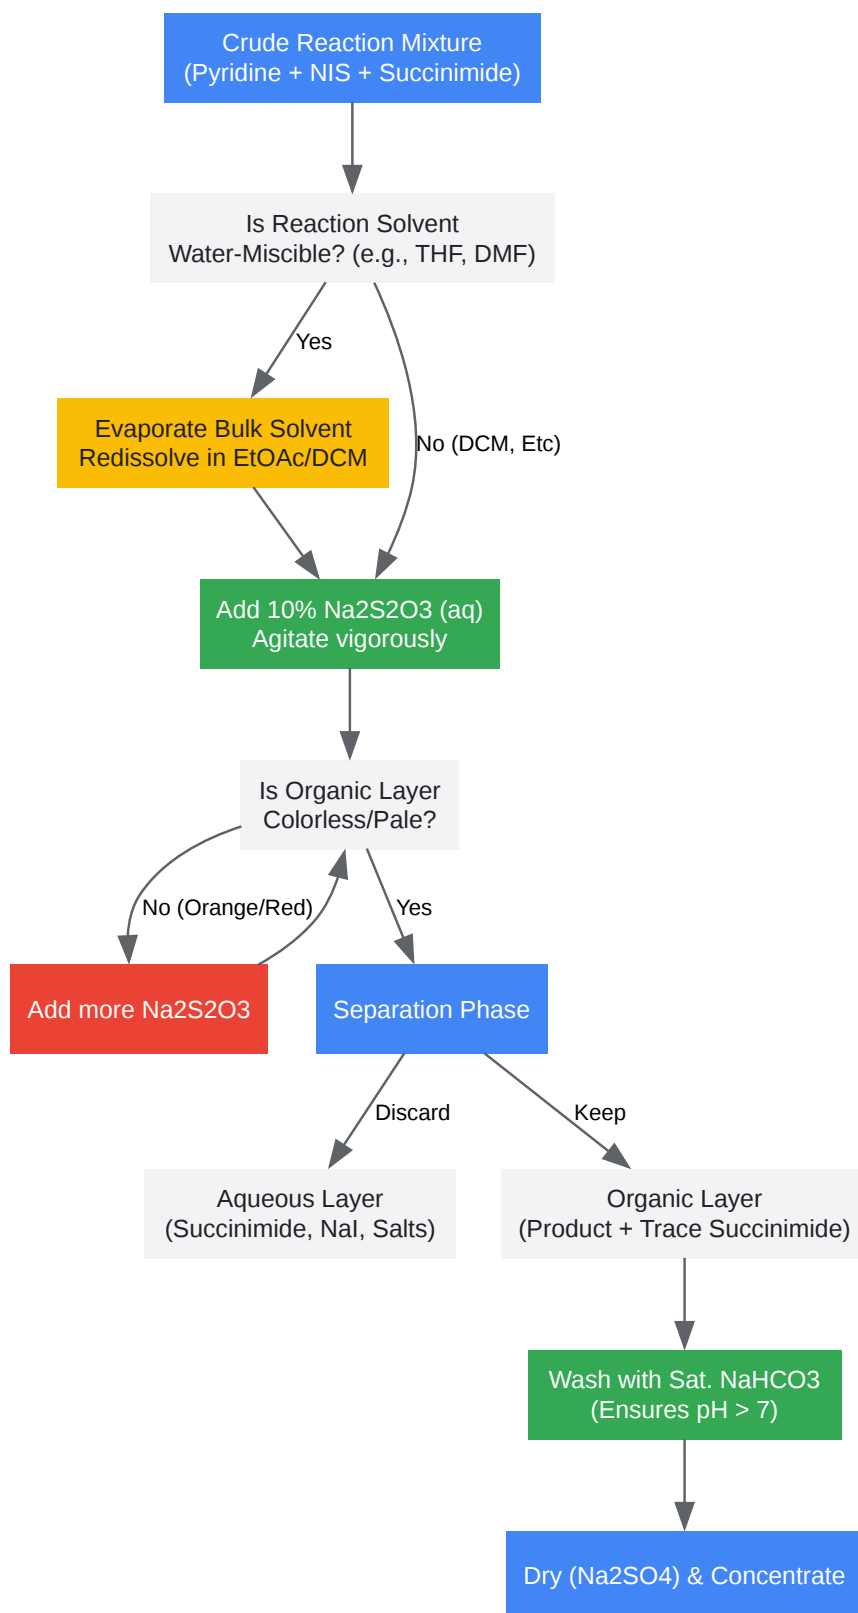 Crude Reaction Mixture
(Pyridine + NIS + Succinimide)
Is Reaction Solvent
Water-Miscible? (e.g., THF, DMF)
Yes
No (DCM, Etc)
Evaporate Bulk Solvent
Redissolve in EtOAc/DCM
Add 10% Na2S2O3 (aq)
Agitate vigorously
Is Organic Layer
Colorless/Pale?
No (Orange/Red)
Yes
Add more Na2S2O3
Separation Phase
Discard
Keep
Aqueous Layer
(Succinimide, NaI, Salts)
Organic Layer
(Product + Trace Succinimide)
Wash with Sat. NaHCO3
(Ensures pH > 7)
Dry (Na2SO4) & Concentrate